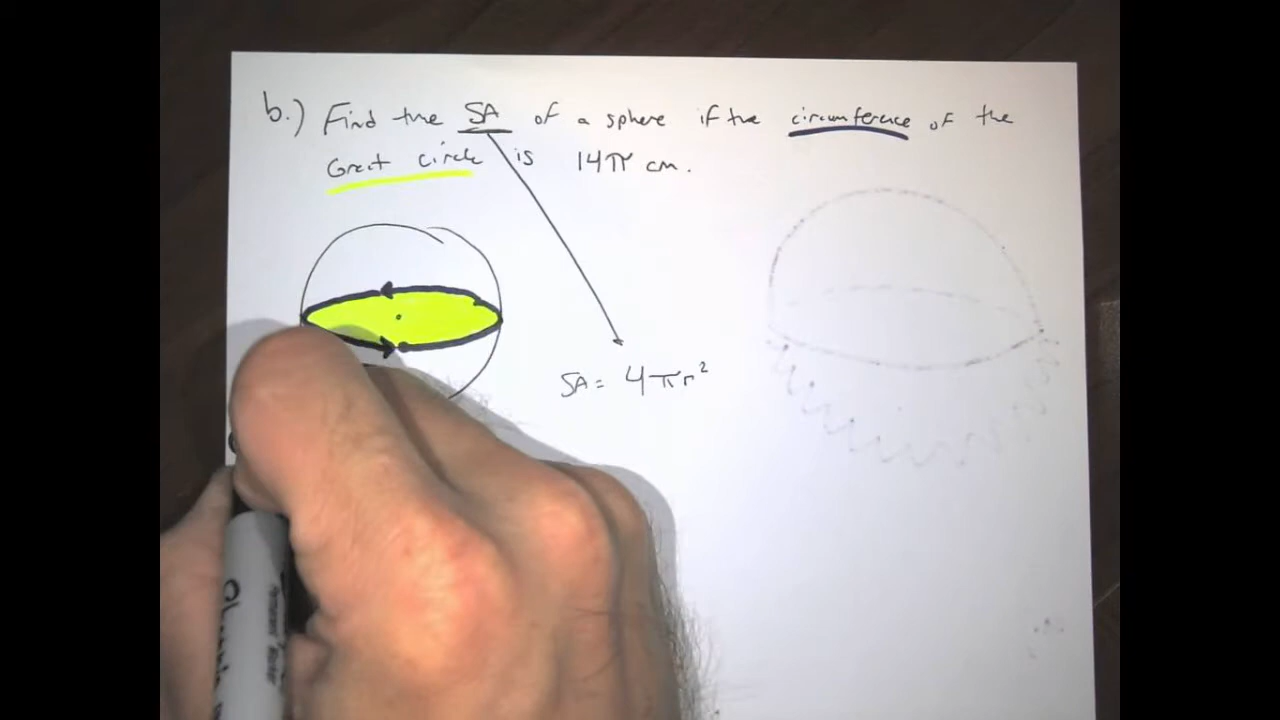 b.) Find the SA of a sphere if the circumference of the
Great circle is 14π cm.
SA = 4πr²